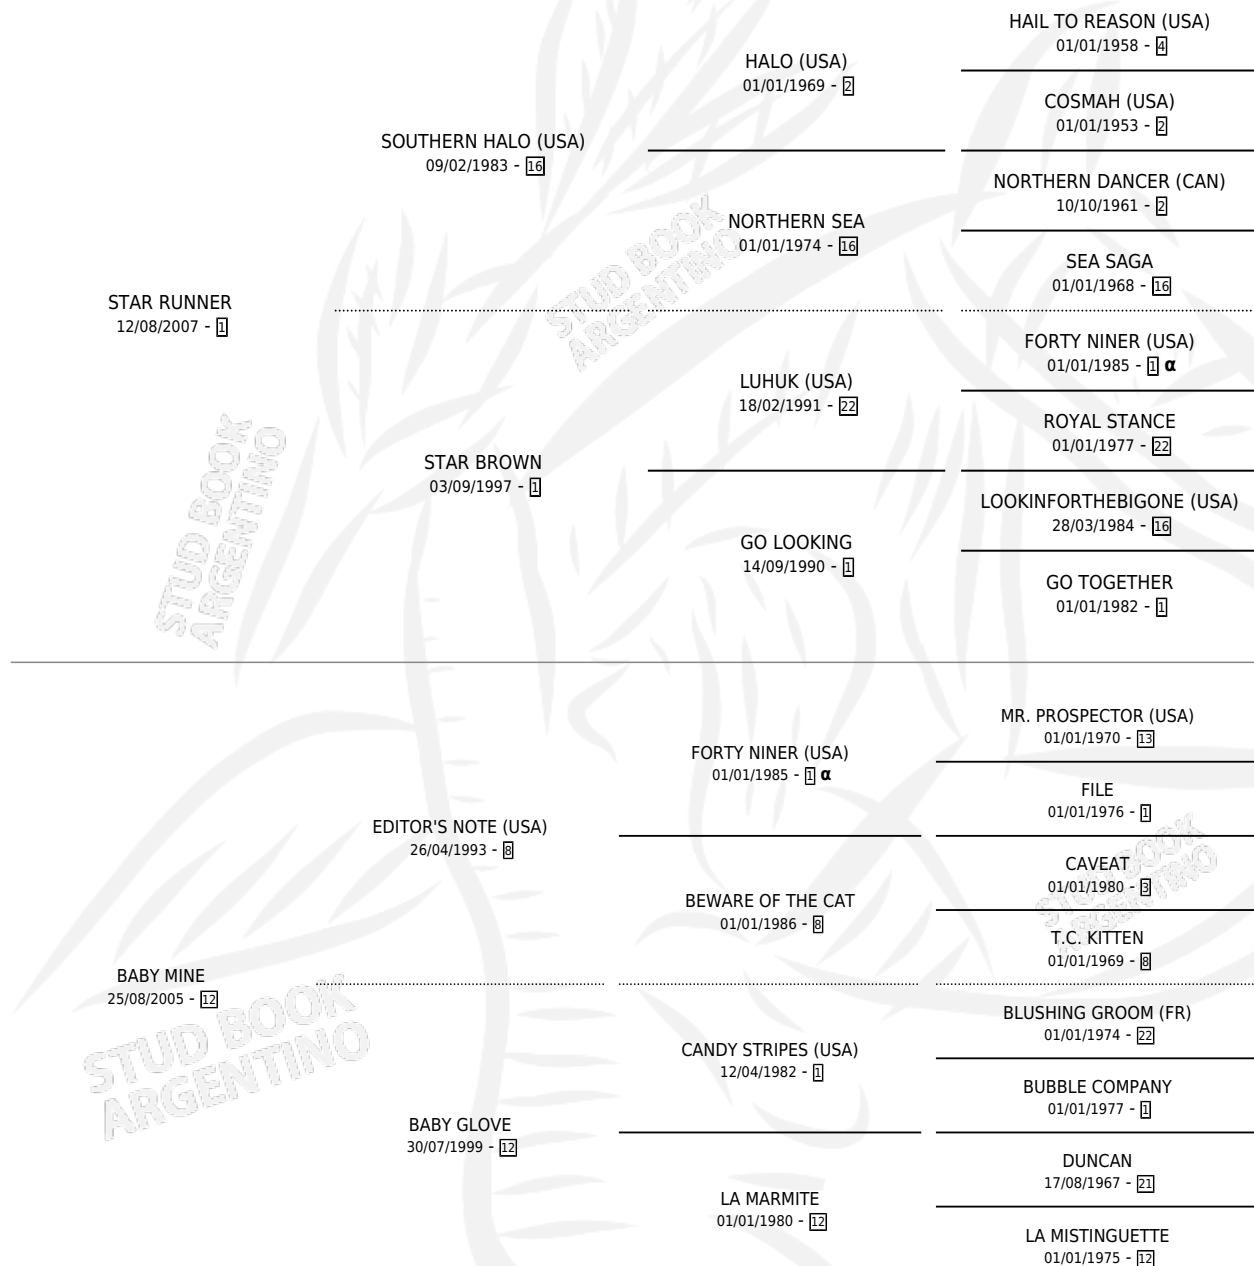 HAIL TO REASON (USA)
01/01/1958 - 4
HALO (USA)
01/01/1969 - 2
COSMAH (USA)
01/01/1953 - 2
SOUTHERN HALO (USA)
09/02/1983 - 16
NORTHERN DANCER (CAN)
10/10/1961 - 2
NORTHERN SEA
01/01/1974 - 16
SEA SAGA
01/01/1968 - 16
STAR RUNNER
12/08/2007 - 1
FORTY NINER (USA)
01/01/1985 - 1 α
LUHUK (USA)
18/02/1991 - 22
ROYAL STANCE
01/01/1977 - 22
STAR BROWN
03/09/1997 - 1
LOOKINFORTHEBIGONE (USA)
28/03/1984 - 16
GO LOOKING
14/09/1990 - 1
GO TOGETHER
01/01/1982 - 1
STUD BOOK
ARGENTINO
STUD BOOK
ARGENTINO
MR. PROSPECTOR (USA)
01/01/1970 - 13
FORTY NINER (USA)
01/01/1985 - 1 α
FILE
01/01/1976 - 1
EDITOR'S NOTE (USA)
26/04/1993 - 8
CAVEAT
01/01/1980 - 3
BEWARE OF THE CAT
01/01/1986 - 8
T.C. KITTEN
01/01/1969 - 8
BABY MINE
25/08/2005 - 12
BLUSHING GROOM (FR)
01/01/1974 - 22
CANDY STRIPES (USA)
12/04/1982 - 1
BUBBLE COMPANY
01/01/1977 - 1
BABY GLOVE
30/07/1999 - 12
DUNCAN
17/08/1967 - 21
LA MARMITE
01/01/1980 - 12
LA MISTINGUETTE
01/01/1975 - 12
STUD BOOK
ARGENTINO
STUD BOOK
ARGENTINO